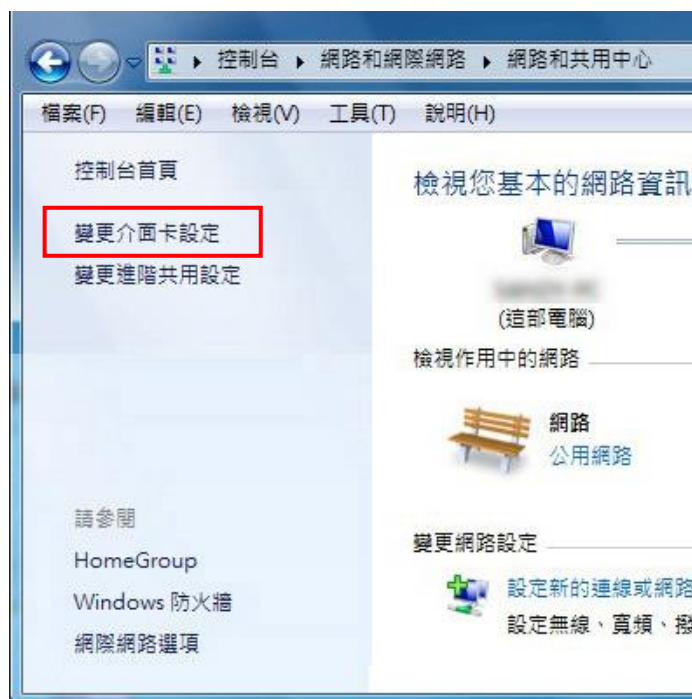 控制台 ▸ 網路和網際網路 ▸ 網路和共用中心
檔案(F) 編輯(E) 檢視(V) 工具(T) 說明(H)
控制台首頁
變更介面卡設定
變更進階共用設定
請參閱
HomeGroup
Windows 防火牆
網際網路選項
檢視您基本的網路資訊
(這部電腦)
檢視作用中的網路
網路
公用網路
變更網路設定
設定新的連線或網路
設定無線、寬頻、撥